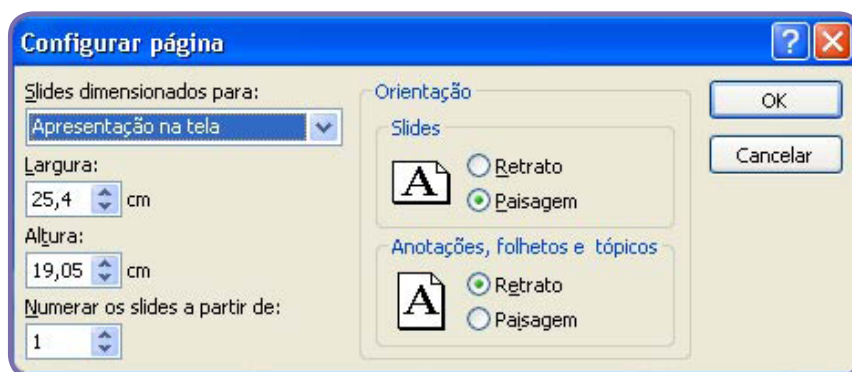 Configurar página
Slides dimensionados para:
Apresentação na tela
Largura:
25,4 cm
Altura:
19,05 cm
Numerar os slides a partir de:
1
Orientação
Slides
A
Retrato
Paisagem
Anotações, folhetos e tópicos
A
Retrato
Paisagem
?
OK
Cancelar